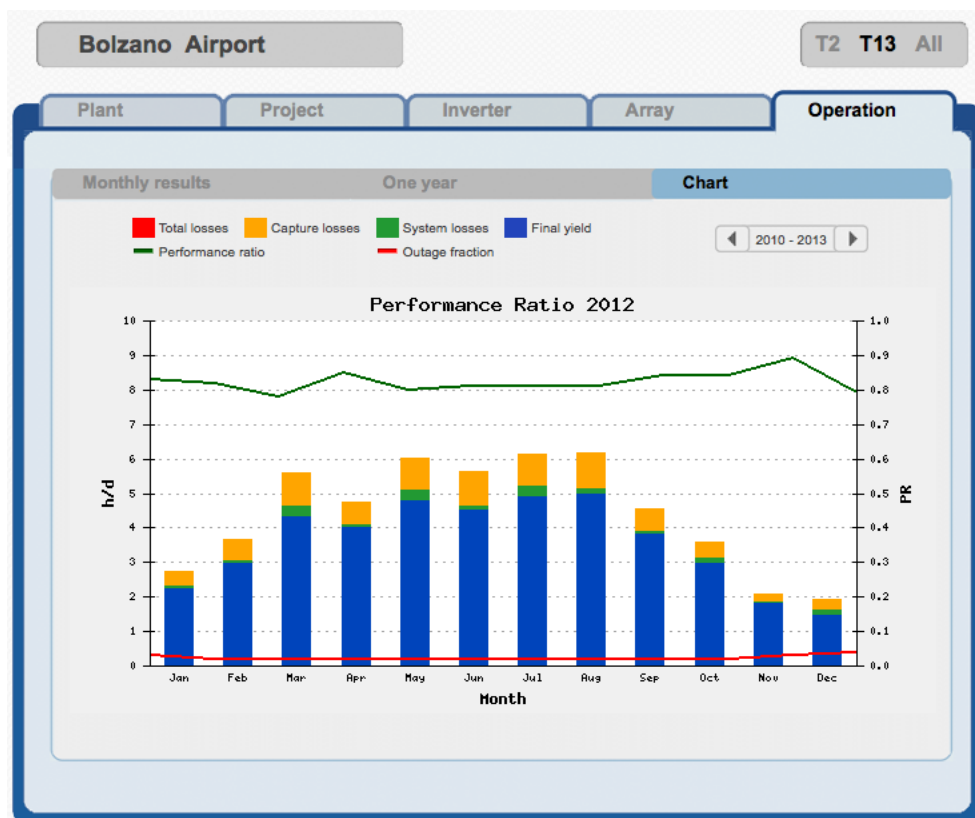 Bolzano Airport
T2 T13 All
Plant Project Inverter Array Operation
Monthly results One year Chart
Total losses Capture losses System losses Final yield
Performance ratio Outage fraction
2010 - 2013
Performance Ratio 2012
10 1.0
9 0.9
8 0.8
7 0.7
6 0.6
h/d PR
5 0.5
4 0.4
3 0.3
2 0.2
1 0.1
0 0.0
Jan Feb Mar Apr May Jun Jul Aug Sep Oct Nov Dec
Month